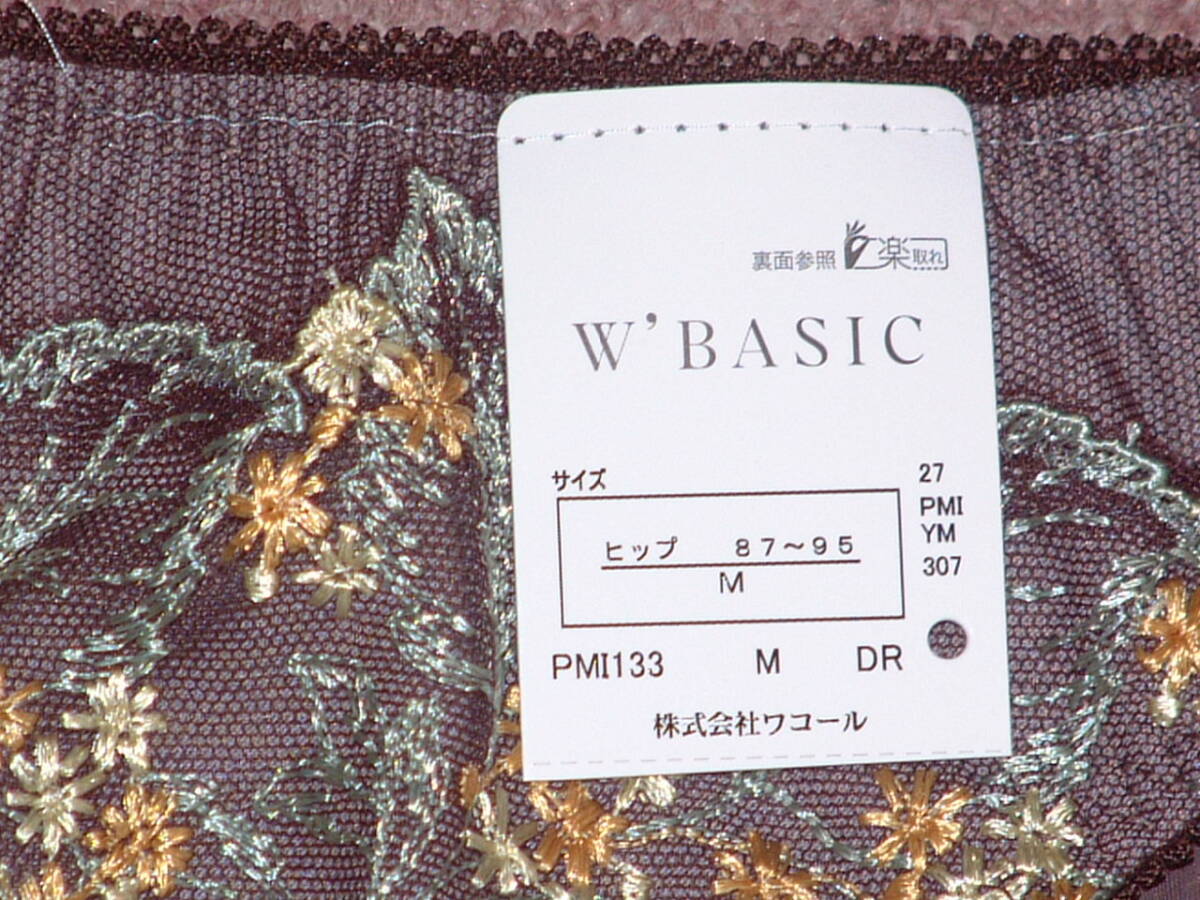 裏面参照 楽取れ
W'BASIC
サイズ
ヒップ 87～95
M
27
PMI
YM
307
PMI133 M DR
株式会社ワコール